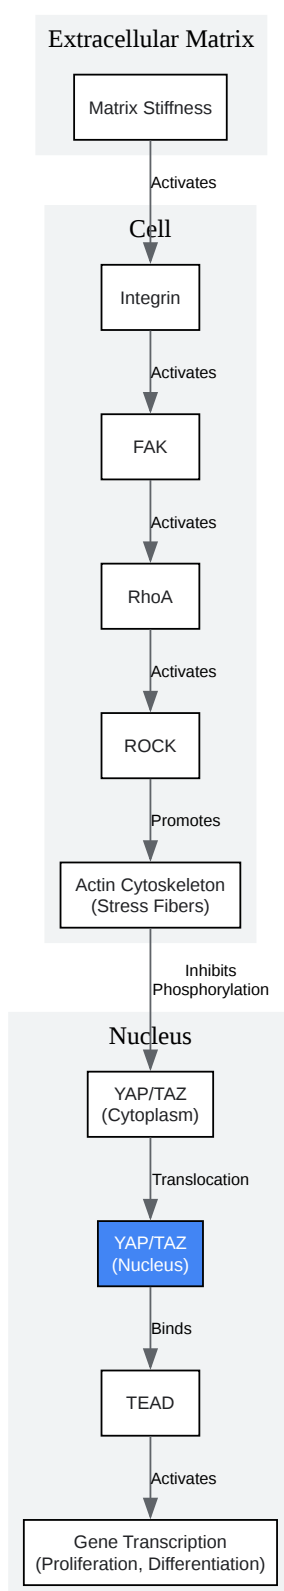 Extracellular Matrix
Matrix Stiffness
Activates
Cell
Integrin
Activates
FAK
Activates
RhoA
Activates
ROCK
Promotes
Actin Cytoskeleton
(Stress Fibers)
Inhibits
Phosphorylation
Nucleus
YAP/TAZ
(Cytoplasm)
Translocation
YAP/TAZ
(Nucleus)
Binds
TEAD
Activates
Gene Transcription
(Proliferation, Differentiation)